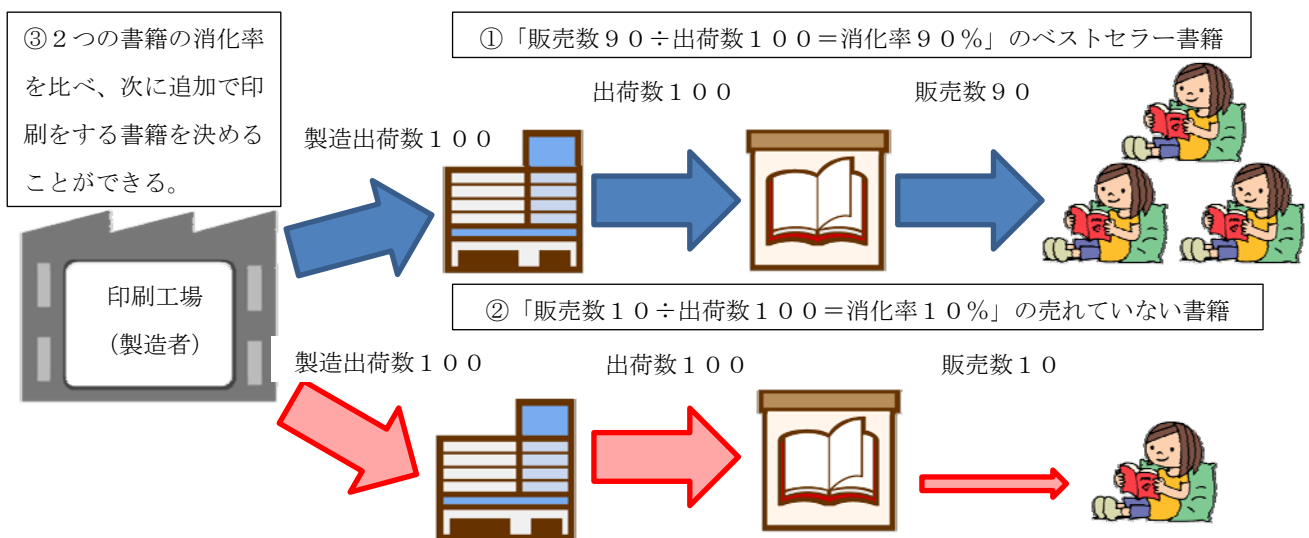 ③２つの書籍の消化率
を比べ、次に追加で印
刷をする書籍を決める
ことができる。
①「販売数９０÷出荷数１００＝消化率９０％」のベストセラー書籍
製造出荷数１００
出荷数１００
販売数９０
印刷工場
（製造者）
②「販売数１０÷出荷数１００＝消化率１０％」の売れていない書籍
製造出荷数１００
出荷数１００
販売数１０